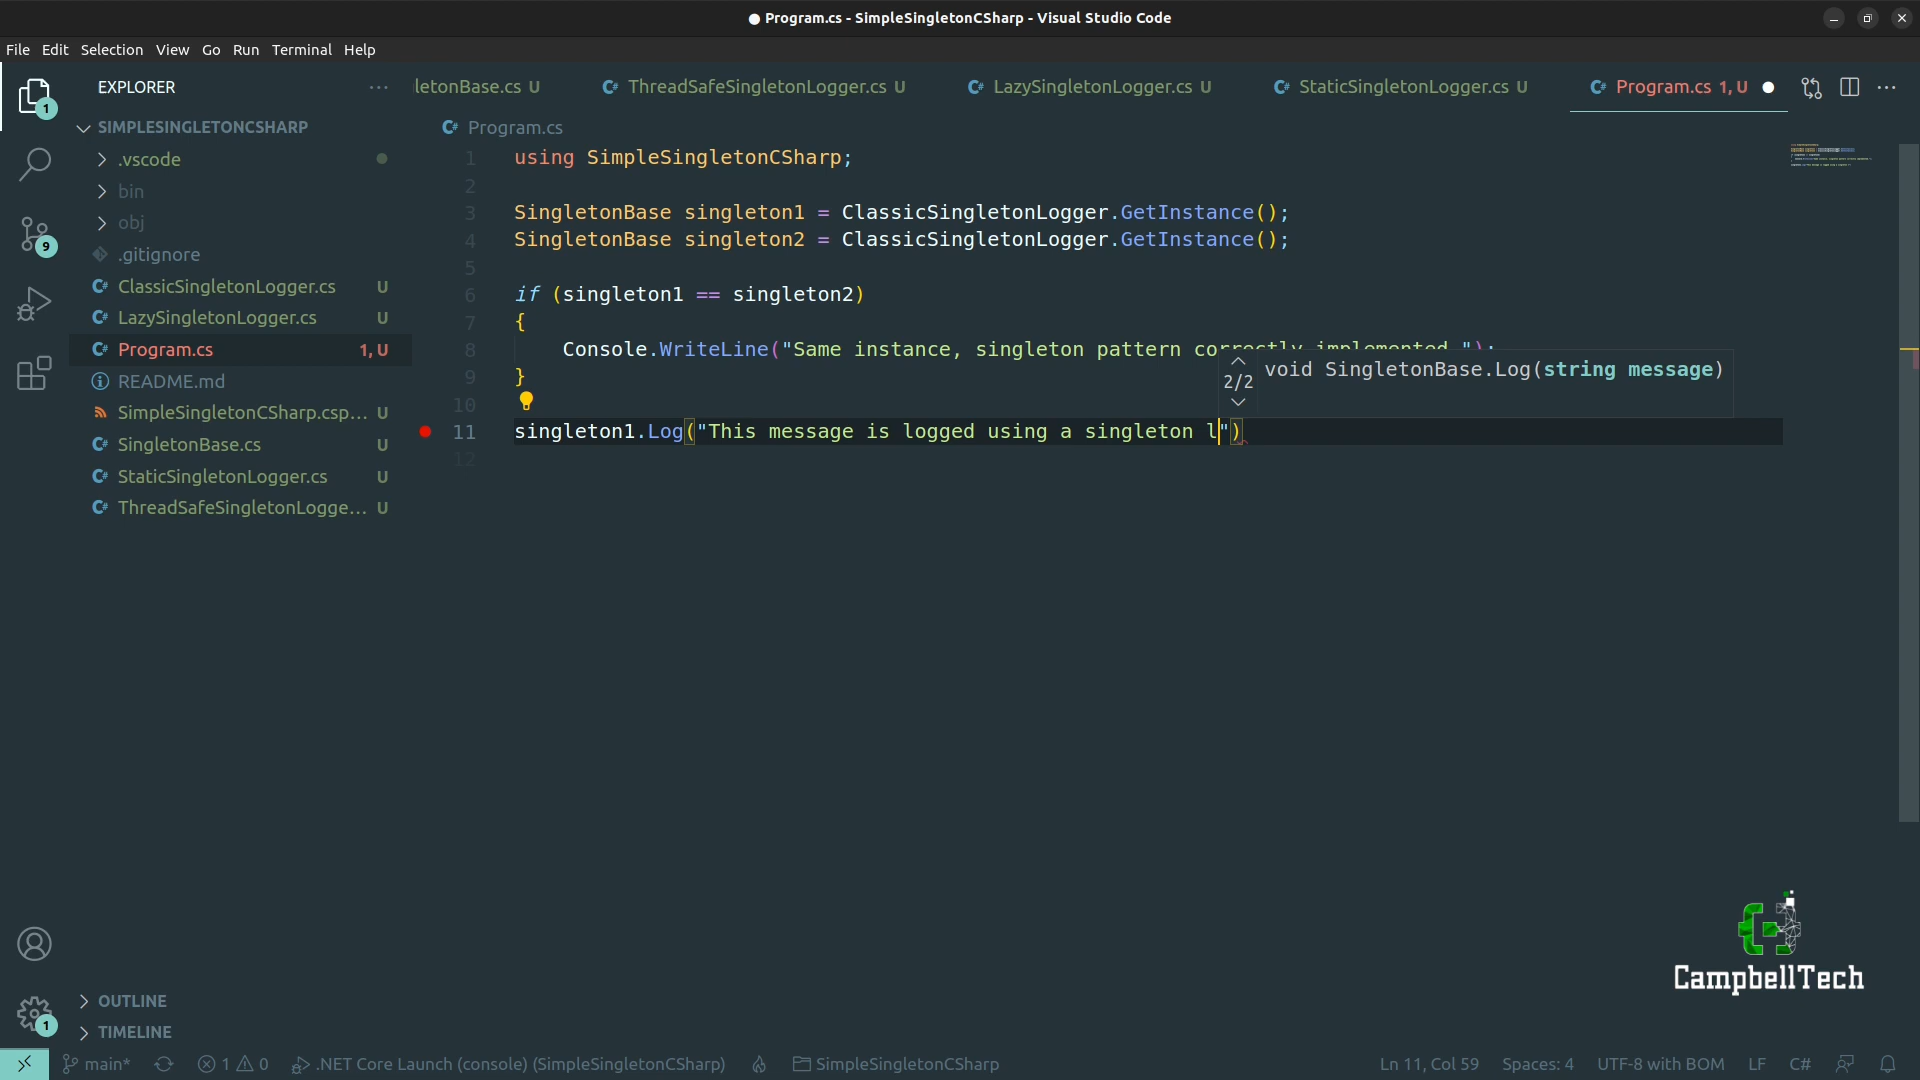 ● Program.cs - SimpleSingletonCSharp - Visual Studio Code
File Edit Selection View Go Run Terminal Help
EXPLORER
letonBase.cs U
ThreadSafeSingletonLogger.cs U
LazySingletonLogger.cs U
StaticSingletonLogger.cs U
Program.cs 1, U
SIMPLESINGLETONCSHARP
.vscode
bin
obj
.gitignore
ClassicSingletonLogger.cs U
LazySingletonLogger.cs U
Program.cs 1, U
README.md
SimpleSingletonCSharp.csp... U
SingletonBase.cs U
StaticSingletonLogger.cs U
ThreadSafeSingletonLogge... U
OUTLINE
TIMELINE
1
9
1
Program.cs
1 using SimpleSingletonCSharp;
2
3 SingletonBase singleton1 = ClassicSingletonLogger.GetInstance();
4 SingletonBase singleton2 = ClassicSingletonLogger.GetInstance();
5
6 if (singleton1 == singleton2)
7 {
8 Console.WriteLine("Same instance, singleton pattern correctly implemented.");
9 }
10
11 singleton1.Log("This message is logged using a singleton l")
12
2/2 void SingletonBase.Log(string message)
CampbellTech
main* 1 0 .NET Core Launch (console) (SimpleSingletonCSharp) SimpleSingletonCSharp Ln 11, Col 59 Spaces: 4 UTF-8 with BOM LF C#